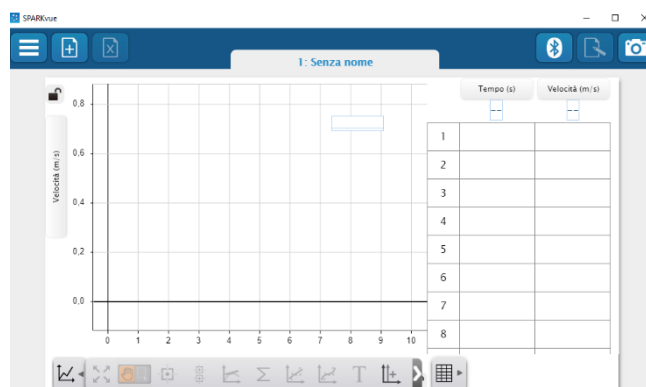 SPARKvue
1: Senza nome
Tempo (s) Velocità (m/s)
-- --
Velocità (m/s)
0,8
0,6
0,4
0,2
0,0
0 1 2 3 4 5 6 7 8 9 10
1
2
3
4
5
6
7
8